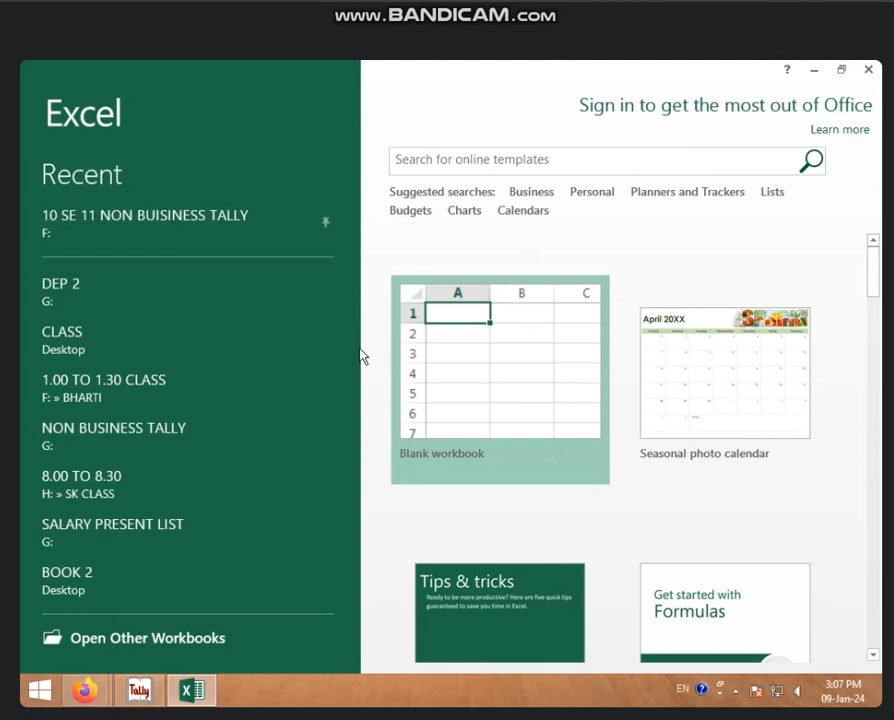 www.BANDICAM.com
Excel
Recent
10 SE 11 NON BUISINESS TALLY
F:
DEP 2
G:
CLASS
Desktop
1.00 TO 1.30 CLASS
F: » BHARTI
NON BUSINESS TALLY
G:
8.00 TO 8.30
H: » SK CLASS
SALARY PRESENT LIST
G:
BOOK 2
Desktop
Open Other Workbooks
?
Sign in to get the most out of Office
Learn more
Search for online templates
Suggested searches: Business Personal Planners and Trackers Lists
Budgets Charts Calendars
A B C
1
2
3
4
5
6
7
Blank workbook
April 20XX
Seasonal photo calendar
Tips & tricks
Ready to be more productive? Here are five quick tips
guaranteed to save you time in Excel.
Get started with
Formulas
Tally
EN
3:07 PM
09-Jan-24